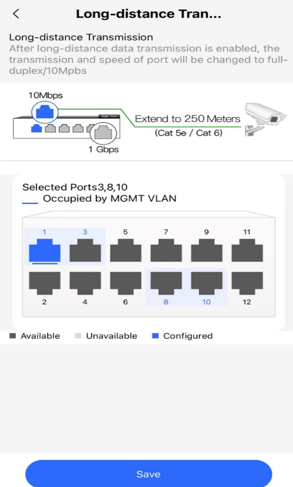 Long-distance Tran...
Long-distance Transmission
After long-distance data transmission is enabled, the
transmission and speed of port will be changed to full-
duplex/10Mpbs
10Mbps
Extend to 250 Meters
(Cat 5e / Cat 6)
1 Gbps
Selected Ports3,8,10
Occupied by MGMT VLAN
1 3 5 7 9 11
2 4 6 8 10 12
Available Unavailable Configured
Save